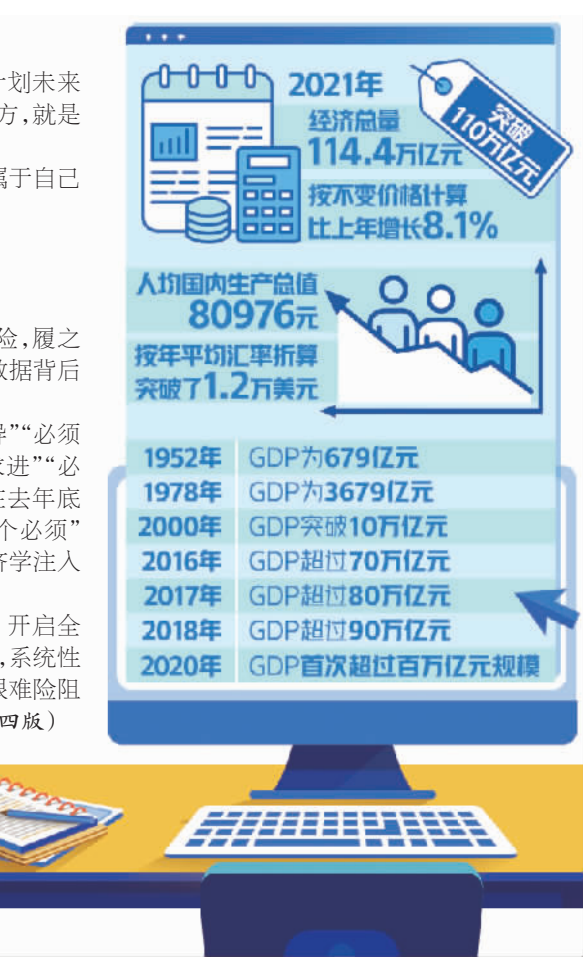 计划未来
方，就是
属于自己
险，履之
数据背后
”“必须
求进”“必
在去年底
个必须”
济学注入
开启全
，系统性
艰难险阻
四版）
2021年
经济总量
114.4万亿元
突破
110万亿元
按不变价格计算
比上年增长8.1%
人均国内生产总值
80976元
按年平均汇率折算
突破了1.2万美元
1952年 GDP为679亿元
1978年 GDP为3679亿元
2000年 GDP突破10万亿元
2016年 GDP超过70万亿元
2017年 GDP超过80万亿元
2018年 GDP超过90万亿元
2020年 GDP首次超过百万亿元规模